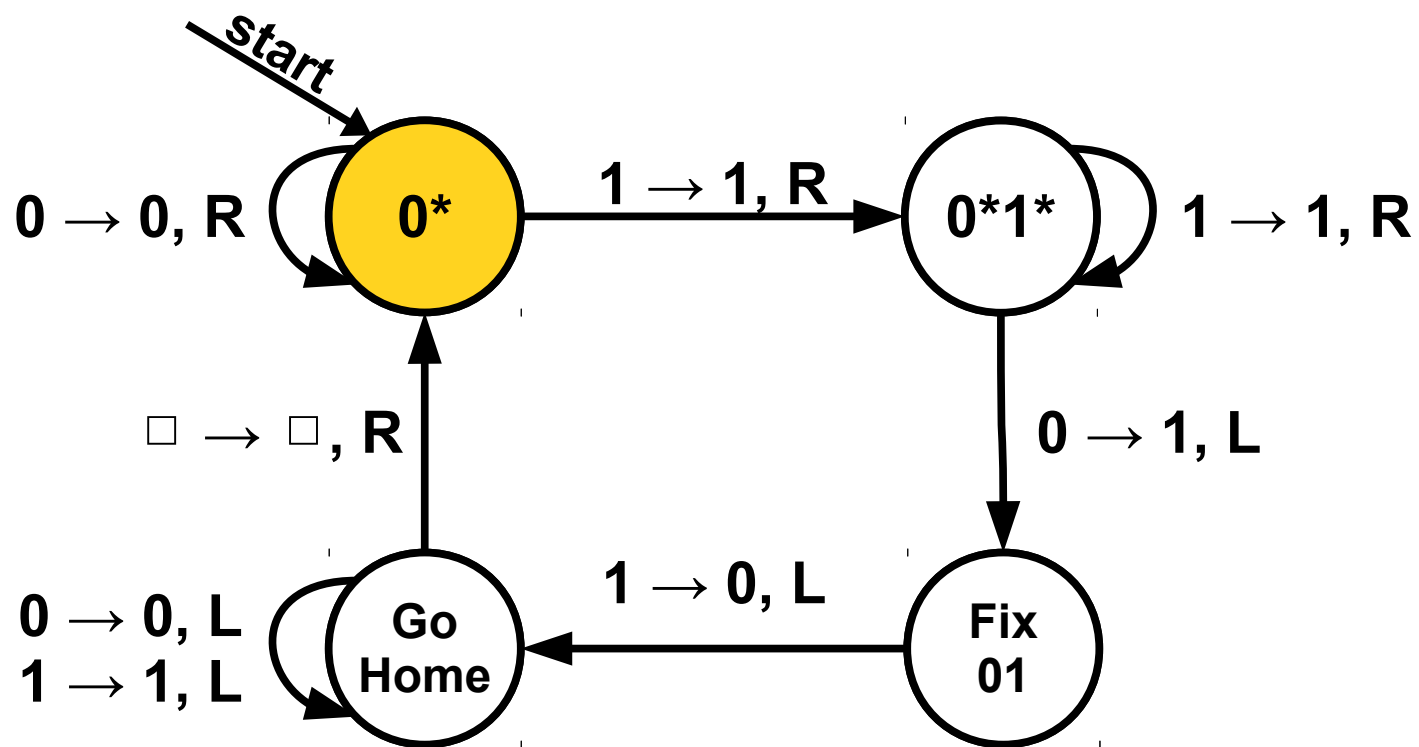 start
0 → 0, R
0*
1 → 1, R
0*1*
1 → 1, R
□ → □, R
0 → 1, L
0 → 0, L
1 → 1, L
Go
Home
1 → 0, L
Fix
01